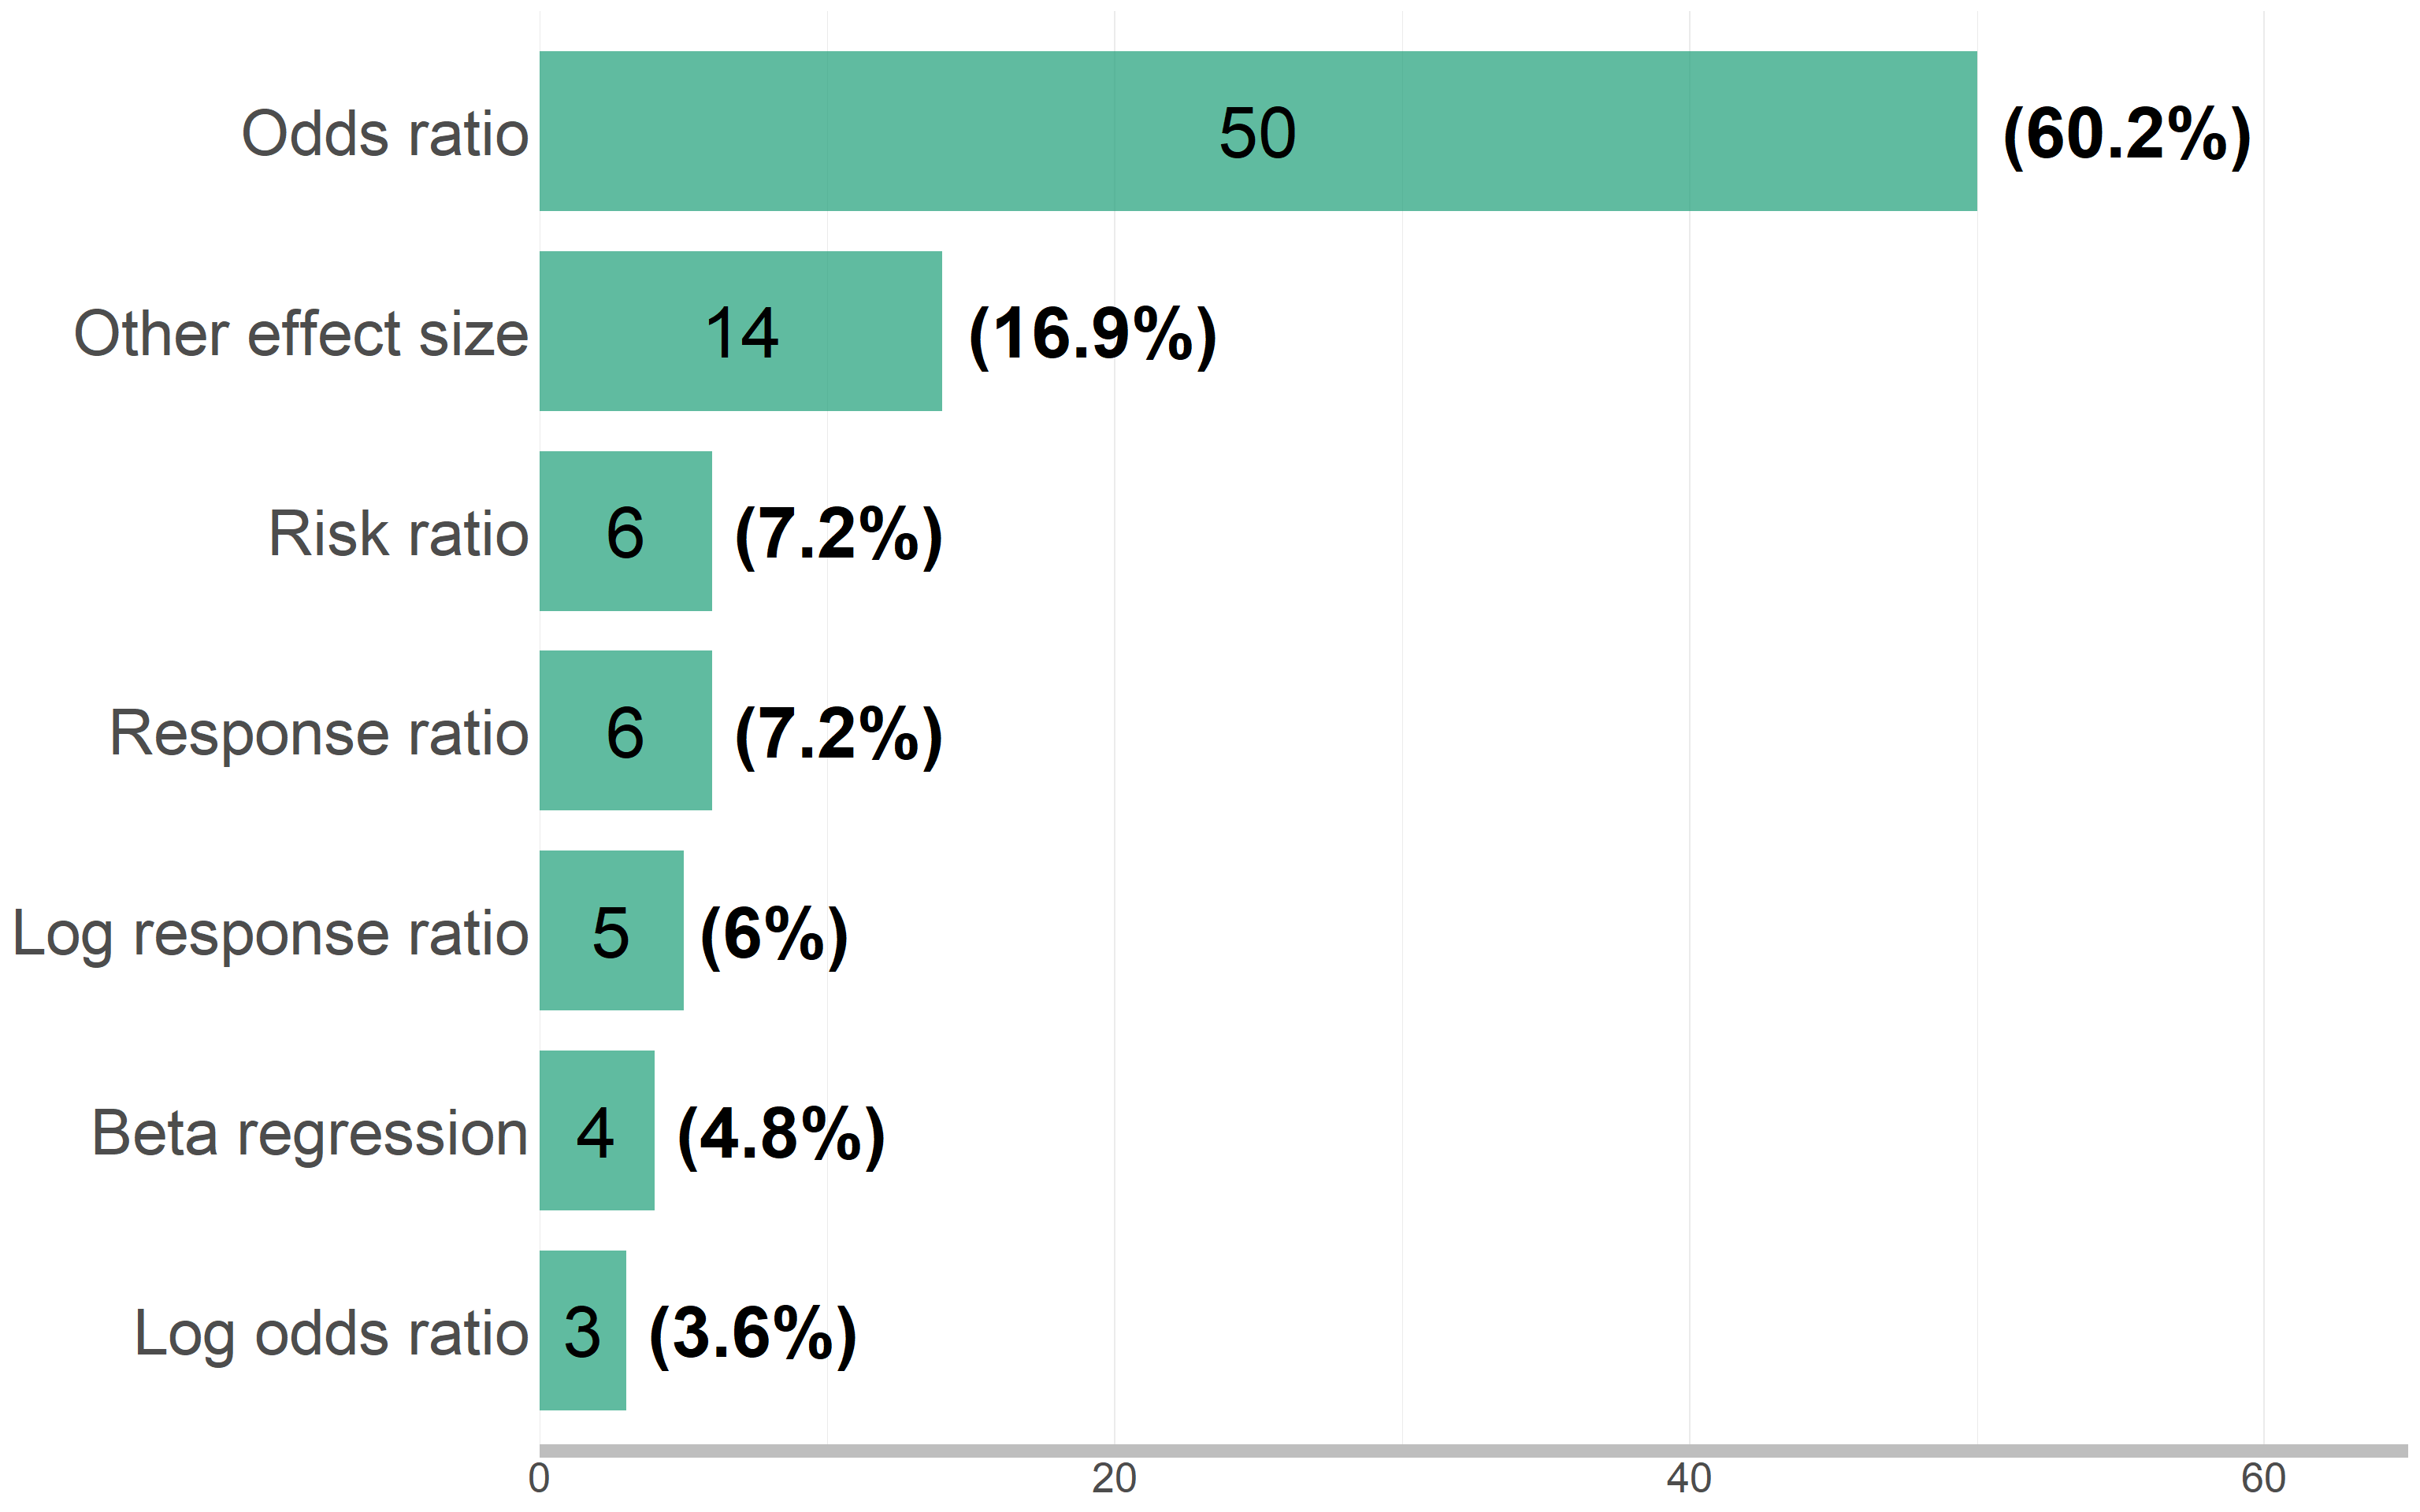 Odds ratio 50 (60.2%)
Other effect size 14 (16.9%)
Risk ratio 6 (7.2%)
Response ratio 6 (7.2%)
Log response ratio 5 (6%)
Beta regression 4 (4.8%)
Log odds ratio 3 (3.6%)
0 20 40 60